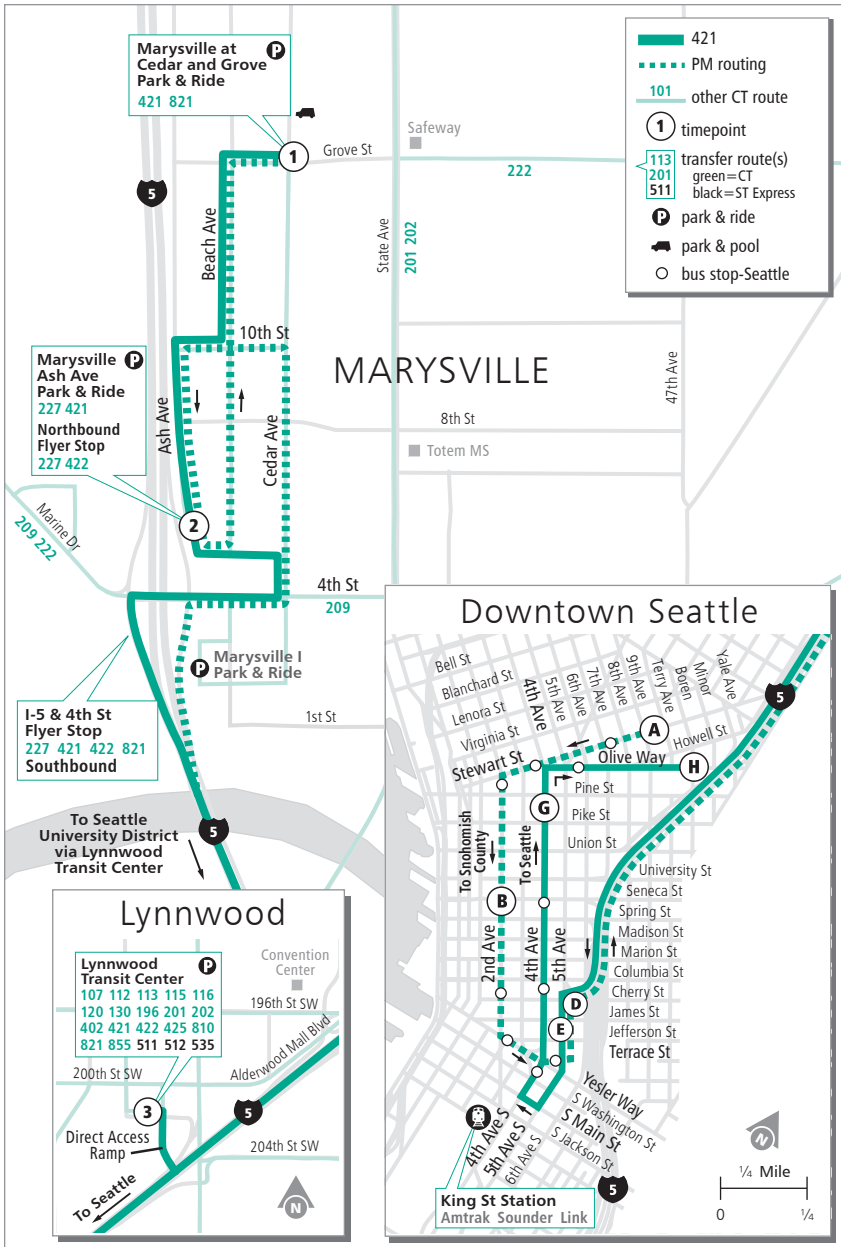 Marysville at
Cedar and Grove
Park & Ride
421 821
P
421
PM routing
101
other CT route
1
timepoint
113
201
511
transfer route(s)
green=CT
black=ST Express
P
park & ride
park & pool
bus stop-Seattle
Safeway
1
Grove St
222
5
Beach Ave
State Ave
201 202
10th St
MARYSVILLE
47th Ave
Marysville
Ash Ave
Park & Ride
227 421
Northbound
Flyer Stop
227 422
P
Ash Ave
8th St
Cedar Ave
Totem MS
2
Marine Dr
209 222
4th St
209
P
Marysville I
Park & Ride
1st St
I-5 & 4th St
Flyer Stop
227 421 422 821
Southbound
To Seattle
University District
via Lynnwood
Transit Center
5
Lynnwood
Lynnwood
Transit Center
P
107 112 113 115 116
120 130 196 201 202
402 421 422 425 810
821 855 511 512 535
Convention
Center
196th St SW
Alderwood Mall Blvd
200th St SW
3
5
Direct Access
Ramp
204th St SW
To Seattle
N
Downtown Seattle
Bell St
Blanchard St
Lenora St
Virginia St
Stewart St
4th Ave
5th Ave
6th Ave
7th Ave
8th Ave
9th Ave
Terry Ave
Boren
Minor
Yale Ave
5
A
Howell St
Olive Way
H
Pine St
G
Pike St
Union St
To Snohomish
County
To Seattle
University St
Seneca St
Spring St
Madison St
Marion St
Columbia St
Cherry St
James St
Jefferson St
Terrace St
B
2nd Ave
4th Ave
5th Ave
D
E
Yesler Way
S Washington St
S Main St
S Jackson St
4th Ave S
5th Ave S
6th Ave S
5
King St Station
Amtrak Sounder Link
N
¼ Mile
0
¼